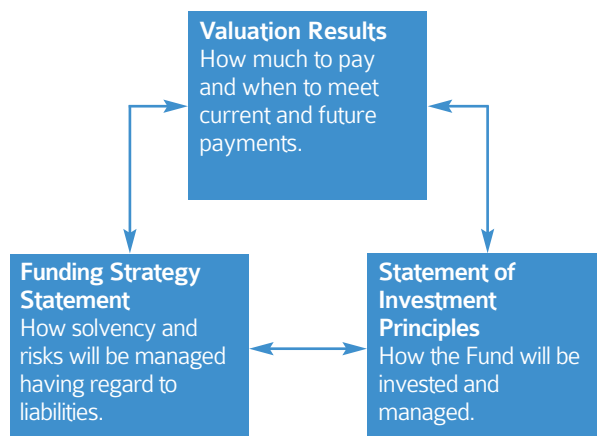 Valuation Results
How much to pay
and when to meet
current and future
payments.
Funding Strategy
Statement
How solvency and
risks will be managed
having regard to
liabilities.
Statement of
Investment
Principles
How the Fund will be
invested and
managed.